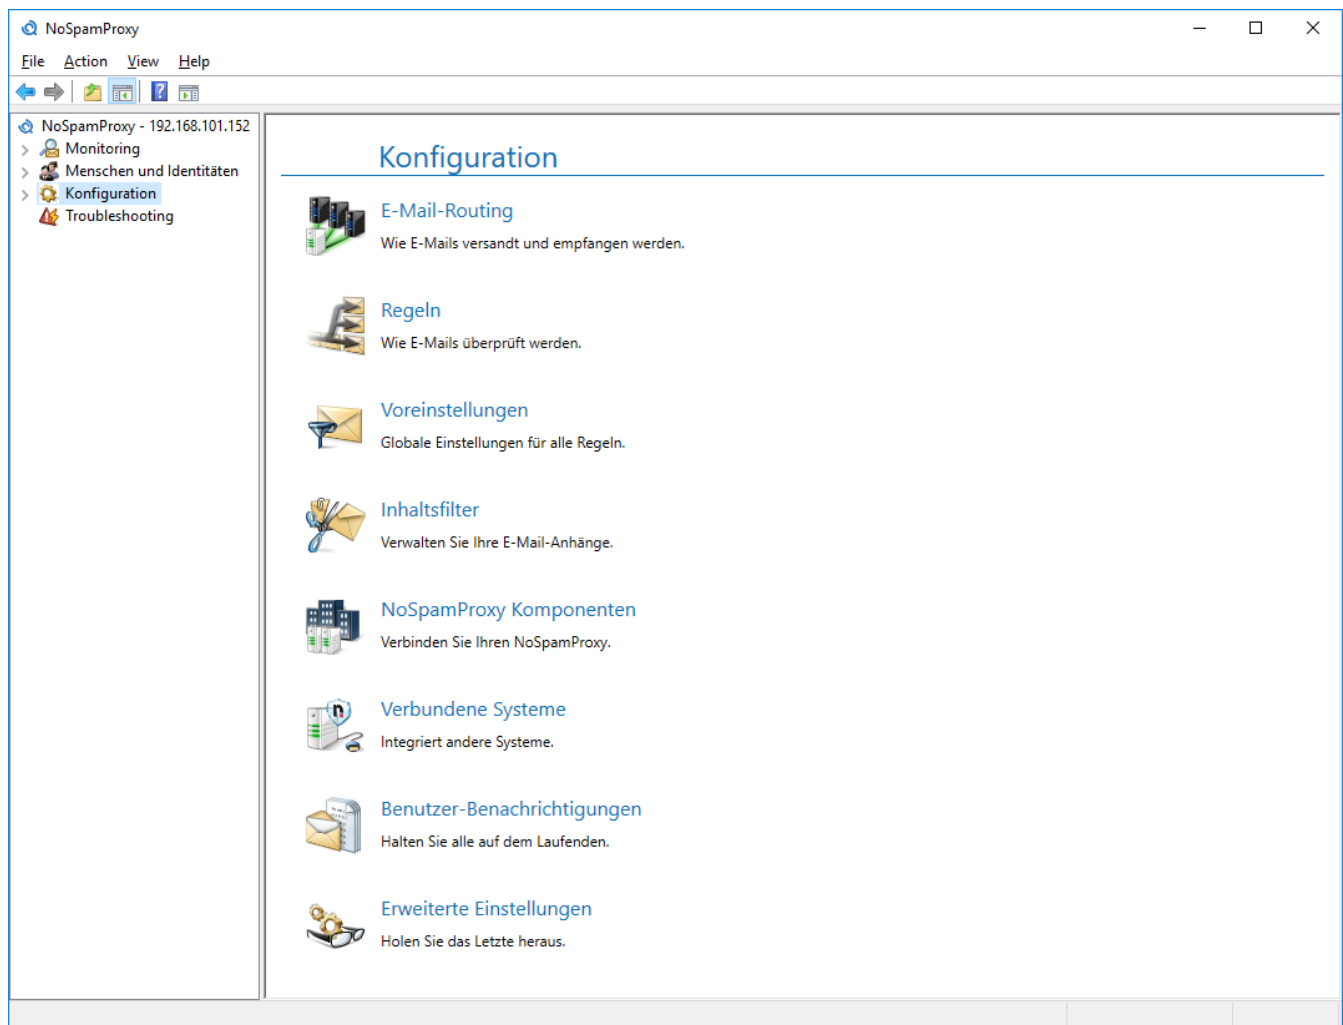 NoSpamProxy
File Action View Help
NoSpamProxy - 192.168.101.152
Monitoring
Menschen und Identitäten
Konfiguration
Troubleshooting
Konfiguration
E-Mail-Routing
Wie E-Mails versandt und empfangen werden.
Regeln
Wie E-Mails überprüft werden.
Voreinstellungen
Globale Einstellungen für alle Regeln.
Inhaltsfilter
Verwalten Sie Ihre E-Mail-Anhänge.
NoSpamProxy Komponenten
Verbinden Sie Ihren NoSpamProxy.
Verbundene Systeme
Integriert andere Systeme.
Benutzer-Benachrichtigungen
Halten Sie alle auf dem Laufenden.
Erweiterte Einstellungen
Holen Sie das Letzte heraus.